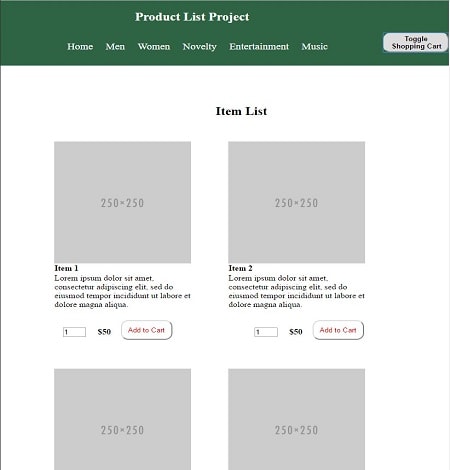 Product List Project
Home Men Women Novelty Entertainment Music
Toggle
Shopping Cart
Item List
250×250
250×250
Item 1
Lorem ipsum dolor sit amet,
consectetur adipiscing elit, sed do
eiusmod tempor incididunt ut labore et
dolore magna aliqua.
1 $50 Add to Cart
Item 2
Lorem ipsum dolor sit amet,
consectetur adipiscing elit, sed do
eiusmod tempor incididunt ut labore et
dolore magna aliqua.
1 $50 Add to Cart
250×250
250×250